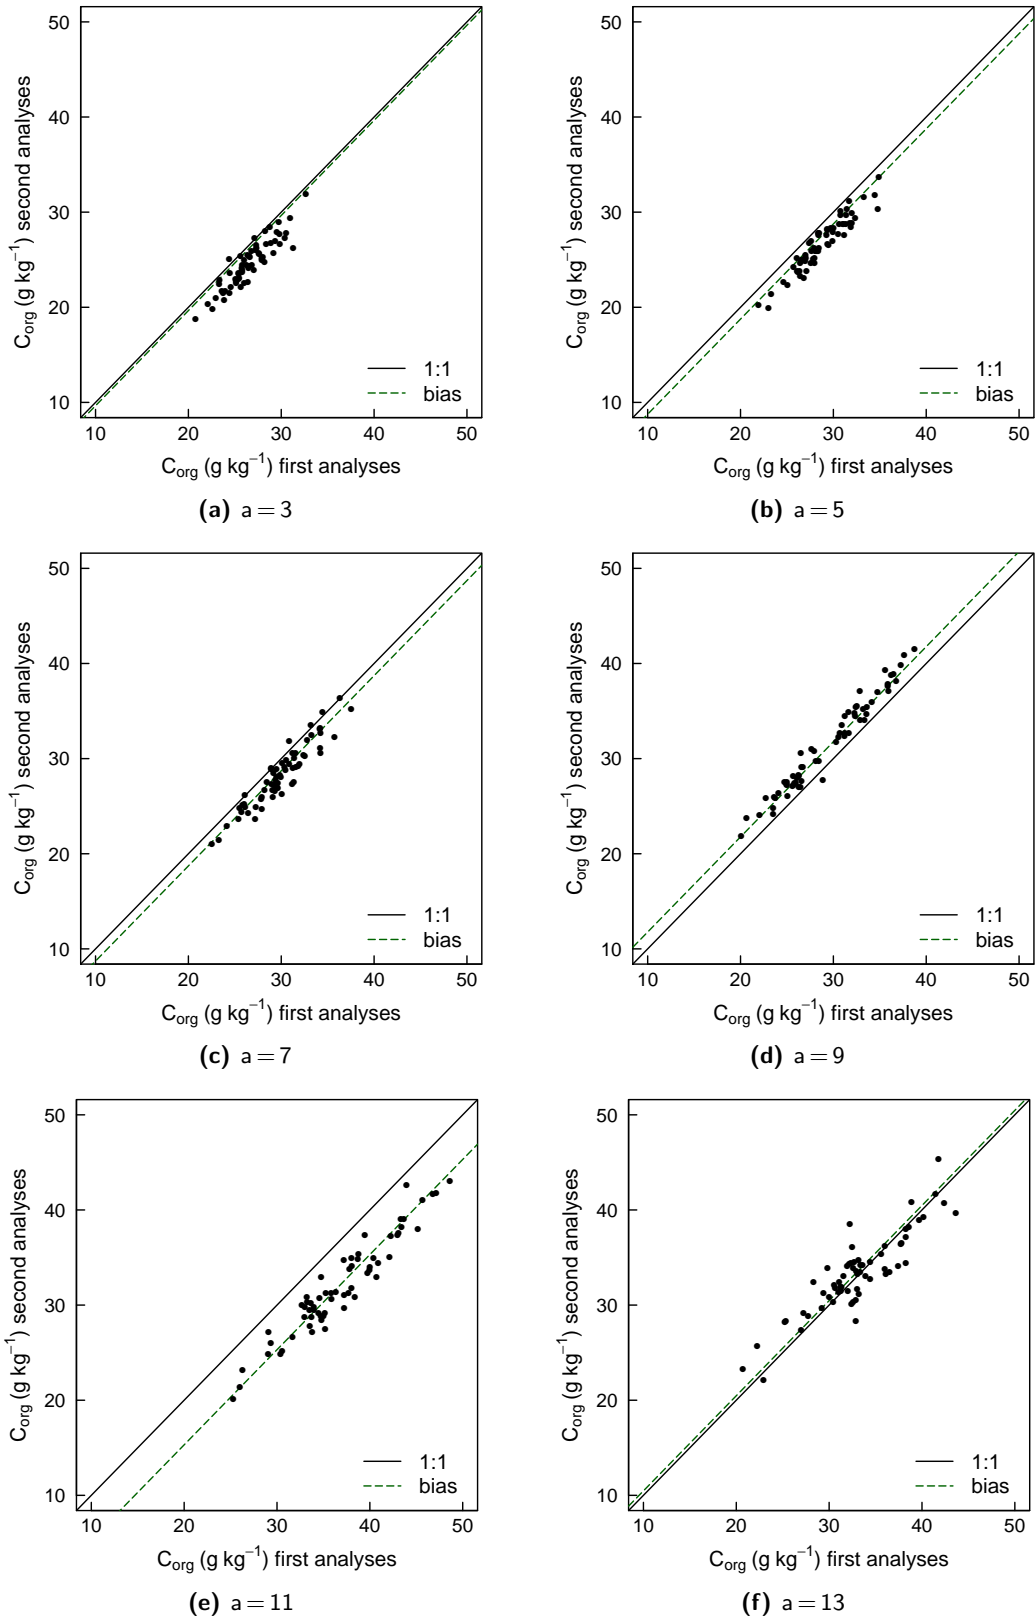 50
40
30
20
10
C_org (g kg⁻¹) second analyses
1:1
bias
10 20 30 40 50
C_org (g kg⁻¹) first analyses
(a) a = 3
50
40
30
20
10
C_org (g kg⁻¹) second analyses
1:1
bias
10 20 30 40 50
C_org (g kg⁻¹) first analyses
(b) a = 5
50
40
30
20
10
C_org (g kg⁻¹) second analyses
1:1
bias
10 20 30 40 50
C_org (g kg⁻¹) first analyses
(c) a = 7
50
40
30
20
10
C_org (g kg⁻¹) second analyses
1:1
bias
10 20 30 40 50
C_org (g kg⁻¹) first analyses
(d) a = 9
50
40
30
20
10
C_org (g kg⁻¹) second analyses
1:1
bias
10 20 30 40 50
C_org (g kg⁻¹) first analyses
(e) a = 11
50
40
30
20
10
C_org (g kg⁻¹) second analyses
1:1
bias
10 20 30 40 50
C_org (g kg⁻¹) first analyses
(f) a = 13